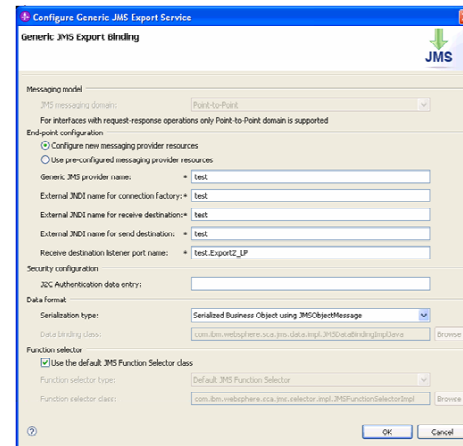 Configure Generic JMS Export Service
Generic JMS Export Binding
JMS
Messaging model
JMS messaging domain: Point-to-Point
For interfaces with request-response operations only Point-to-Point domain is supported
End-point configuration
Configure new messaging provider resources
Use pre-configured messaging provider resources
Generic JMS provider name: * test
External JNDI name for connection factory: * test
External JNDI name for receive destination: * test
External JNDI name for send destination: * test
Receive destination listener port name: * test.Export2_LP
Security configuration
J2C Authentication data entry:
Data format
Serialization type: Serialized Business Object using JMSObjectMessage
Data binding class: com.ibm.websphere.sca.jms.data.impl.JMSDataBindingImplJava Browse
Function selector
Use the default JMS Function Selector class
Function selector type: Default JMS Function Selector
Function selector class: com.ibm.websphere.sca.jms.selector.impl.JMSFunctionSelectorImpl Browse
? OK Cancel